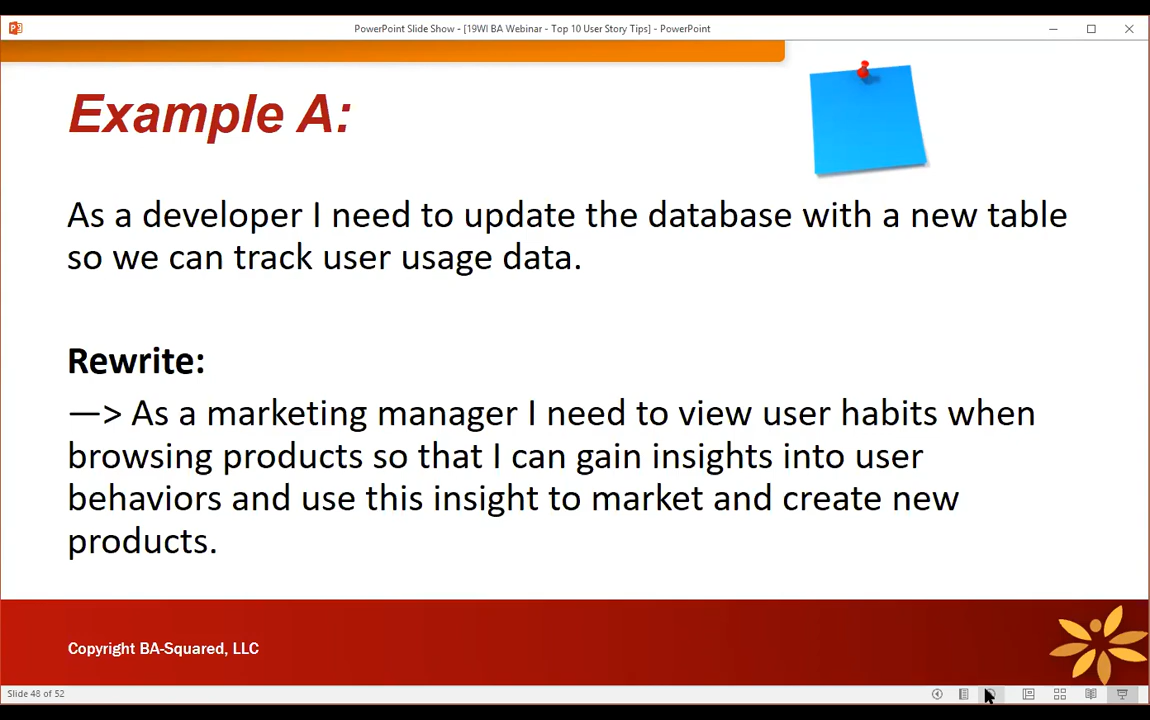 PowerPoint Slide Show - [19WI BA Webinar - Top 10 User Story Tips] - PowerPoint
Example A:
As a developer I need to update the database with a new table
so we can track user usage data.
Rewrite:
—> As a marketing manager I need to view user habits when
browsing products so that I can gain insights into user
behaviors and use this insight to market and create new
products.
Copyright BA-Squared, LLC
Slide 48 of 52